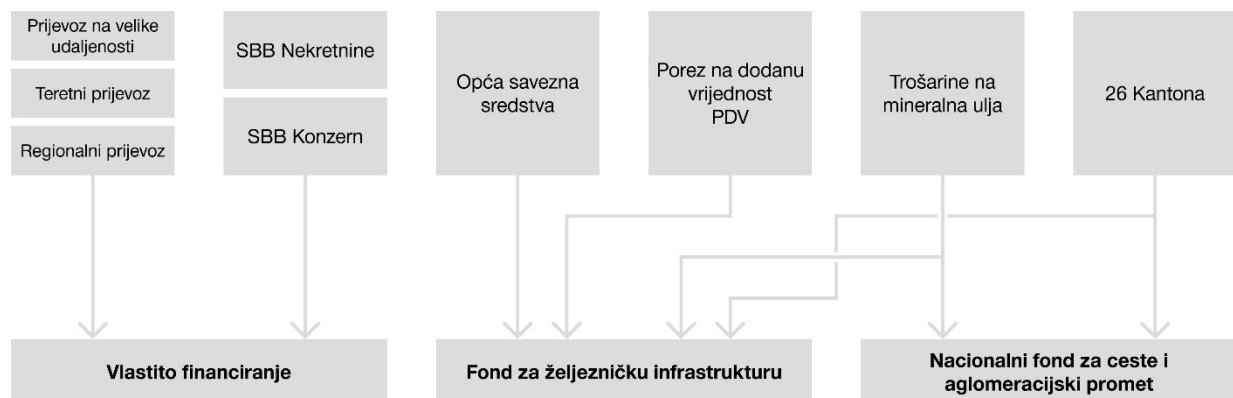 Prijevoz na velike
udaljenosti
Teretni prijevoz
Regionalni prijevoz
SBB Nekretnine
SBB Konzern
Opća savezna
sredstva
Porez na dodanu
vrijednost
PDV
Trošarine na
mineralna ulja
26 Kantona
Vlastito financiranje
Fond za željezničku infrastrukturu
Nacionalni fond za ceste i
aglomeracijski promet